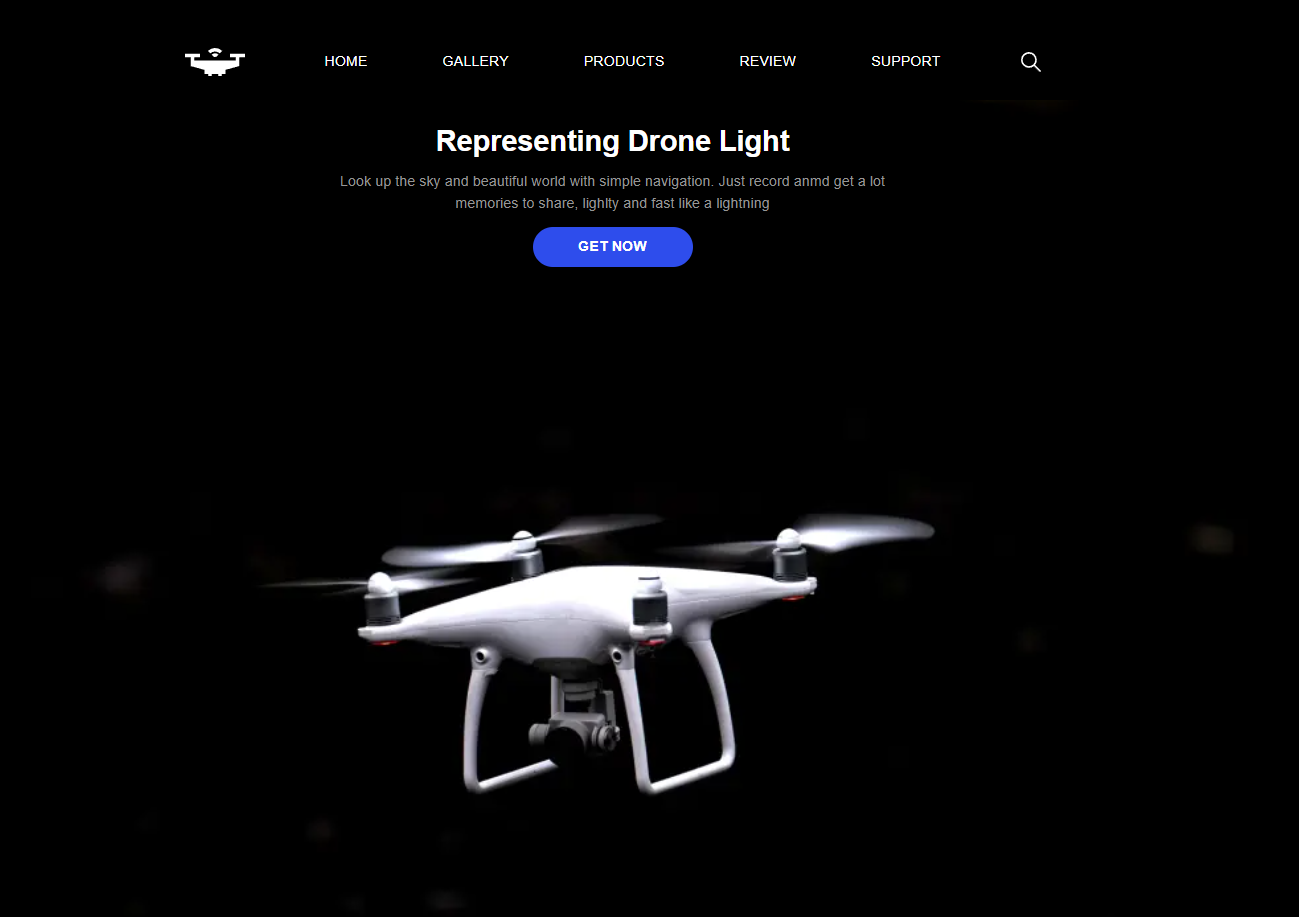 HOME GALLERY PRODUCTS REVIEW SUPPORT
Representing Drone Light
Look up the sky and beautiful world with simple navigation. Just record anmd get a lot
memories to share, lighlty and fast like a lightning
GET NOW